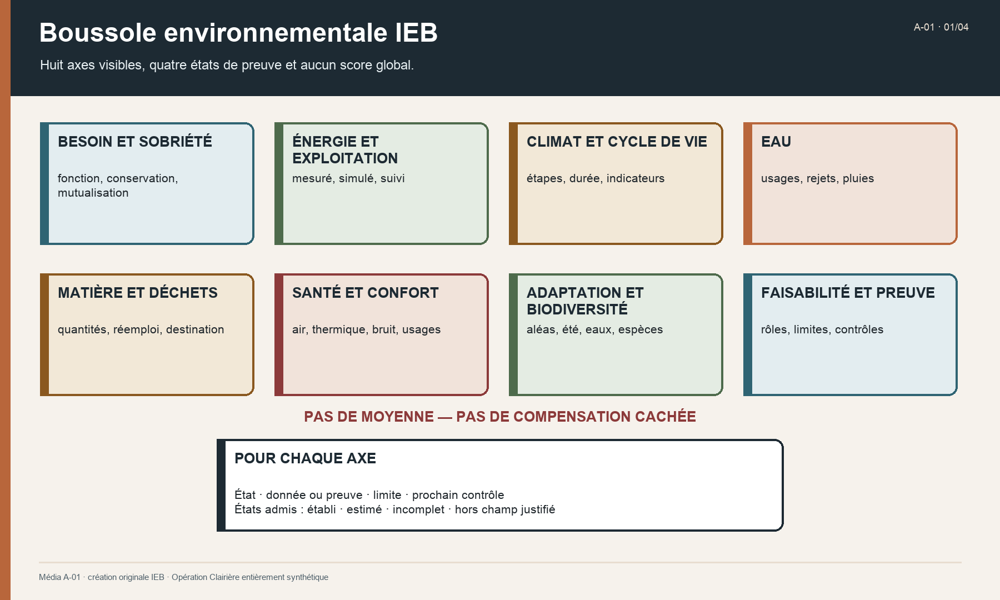 Boussole environnementale IEB
A-01 · 01/04
Huit axes visibles, quatre états de preuve et aucun score global.
BESOIN ET SOBRIÉTÉ
fonction, conservation,
mutualisation
ÉNERGIE ET
EXPLOITATION
mesuré, simulé, suivi
CLIMAT ET CYCLE DE VIE
étapes, durée, indicateurs
EAU
usages, rejets, pluies
MATIÈRE ET DÉCHETS
quantités, réemploi, destination
SANTÉ ET CONFORT
air, thermique, bruit, usages
ADAPTATION ET
BIODIVERSITÉ
aléas, été, eaux, espèces
FAISABILITÉ ET PREUVE
rôles, limites, contrôles
PAS DE MOYENNE — PAS DE COMPENSATION CACHÉE
POUR CHAQUE AXE
État · donnée ou preuve · limite · prochain contrôle
États admis : établi · estimé · incomplet · hors champ justifié
Média A-01 · création originale IEB · Opération Clairière entièrement synthétique